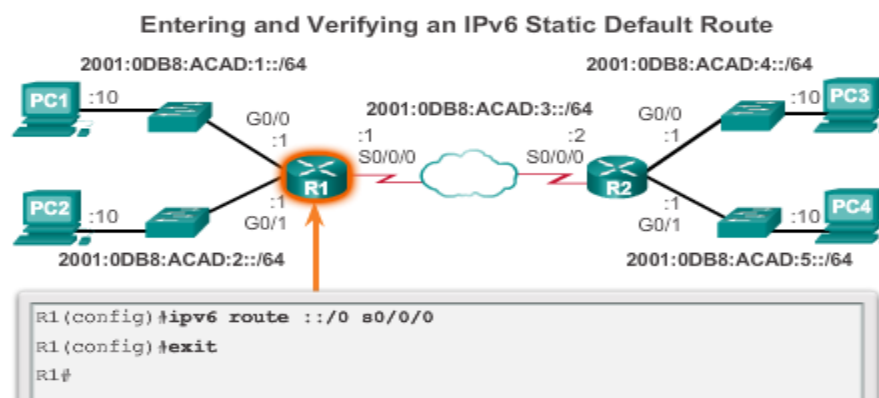 Entering and Verifying an IPv6 Static Default Route
2001:0DB8:ACAD:1::/64
2001:0DB8:ACAD:4::/64
PC1
:10
G0/0
:1
2001:0DB8:ACAD:3::/64
:1
S0/0/0
:2
S0/0/0
G0/0
:1
:10
PC3
R1
R2
PC2
:10
:1
G0/1
:1
G0/1
:10
PC4
2001:0DB8:ACAD:2::/64
2001:0DB8:ACAD:5::/64
R1(config)#ipv6 route ::/0 s0/0/0
R1(config)#exit
R1#